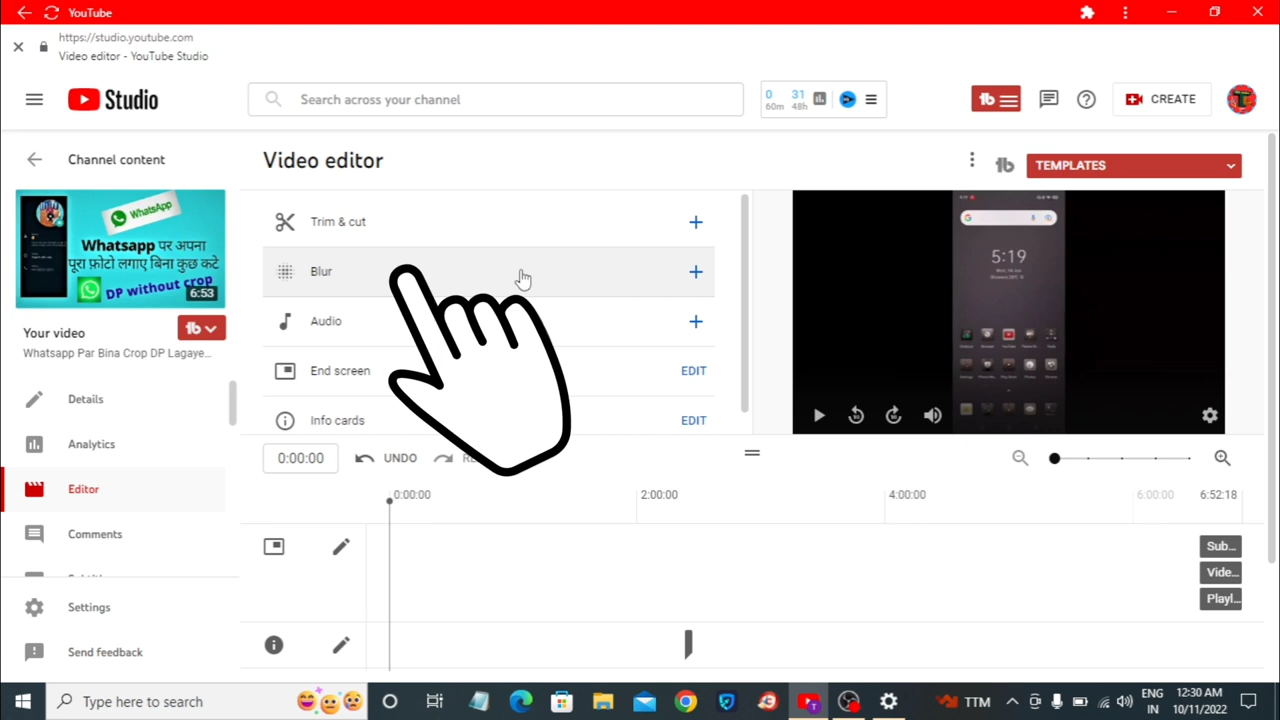 YouTube
https://studio.youtube.com
Video editor - YouTube Studio
Studio
Search across your channel
0 31
60m 48h
tb
CREATE
T
Channel content
Video editor
tb
TEMPLATES
WhatsApp
Whatsapp पर अपना
पूरा फ़ोटो लगाए बिना कुछ कटे
DP without crop
6:53
Your video
tb
Whatsapp Par Bina Crop DP Lagaye...
Details
Analytics
Editor
Comments
Settings
Send feedback
Trim & cut
Blur
Audio
End screen EDIT
Info cards EDIT
5:19
0:00:00 UNDO
0:00:00 2:00:00 4:00:00 6:00:00 6:52:18
Sub...
Vide...
Playl...
Type here to search
TTM
ENG
IN
12:30 AM
10/11/2022